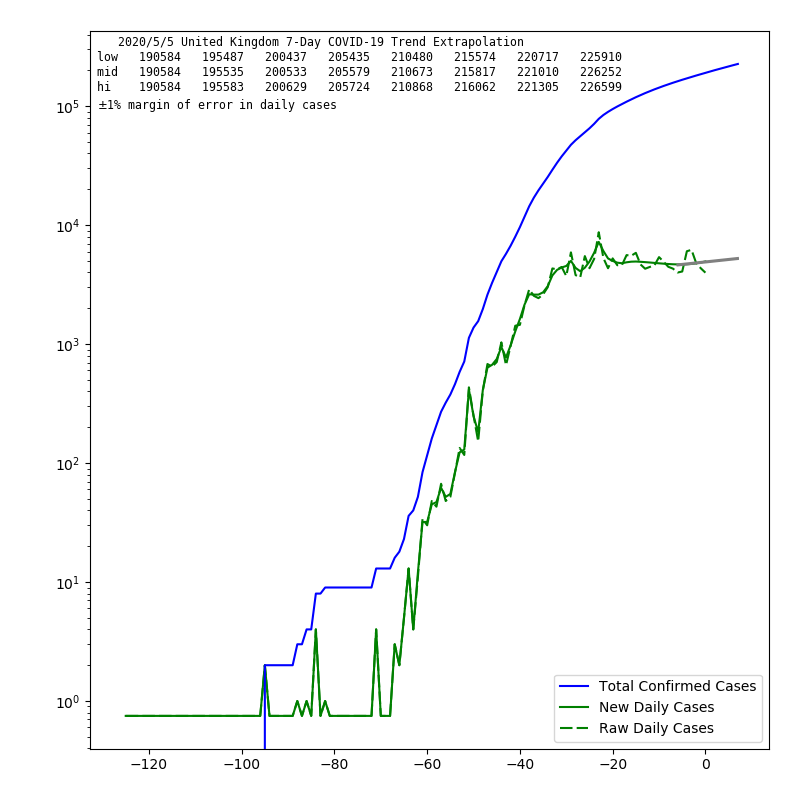 2020/5/5 United Kingdom 7-Day COVID-19 Trend Extrapolation
low 190584 195487 200437 205435 210480 215574 220717 225910
mid 190584 195535 200533 205579 210673 215817 221010 226252
hi 190584 195583 200629 205724 210868 216062 221305 226599
±1% margin of error in daily cases
10⁵
10⁴
10³
10²
10¹
10⁰
Total Confirmed Cases
New Daily Cases
Raw Daily Cases
−120 −100 −80 −60 −40 −20 0